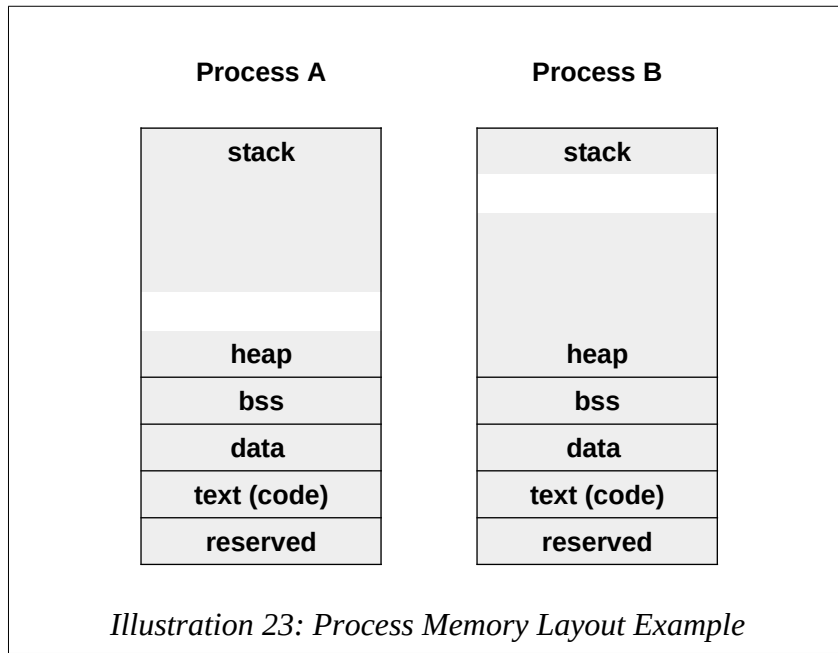 Process A
Process B
stack
stack
heap
heap
bss
bss
data
data
text (code)
text (code)
reserved
reserved
Illustration 23: Process Memory Layout Example